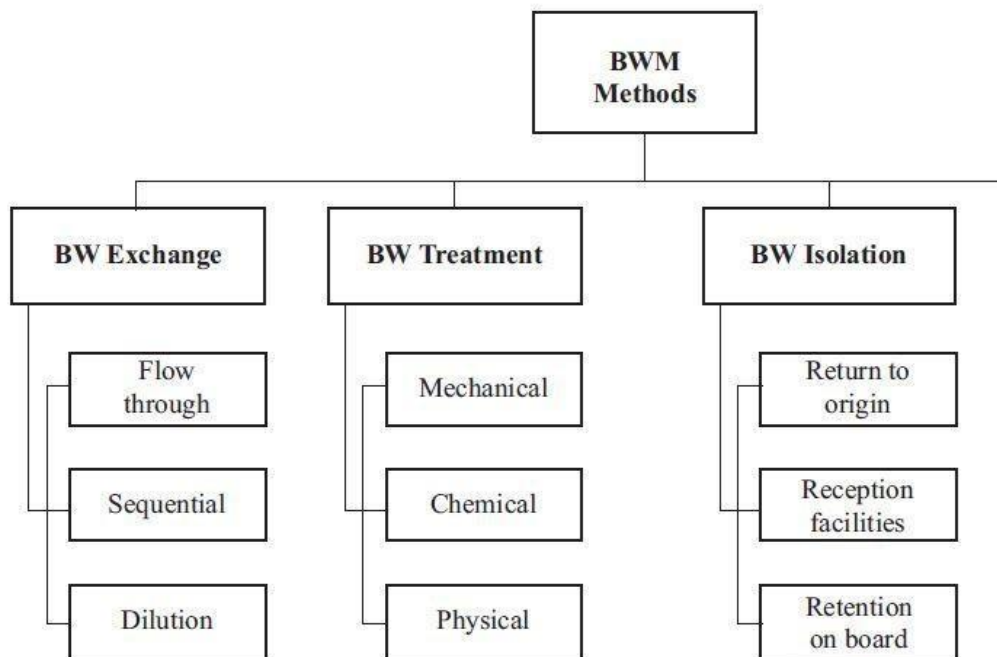 BWM
Methods
BW Exchange
BW Treatment
BW Isolation
Flow
through
Mechanical
Return to
origin
Sequential
Chemical
Reception
facilities
Dilution
Physical
Retention
on board